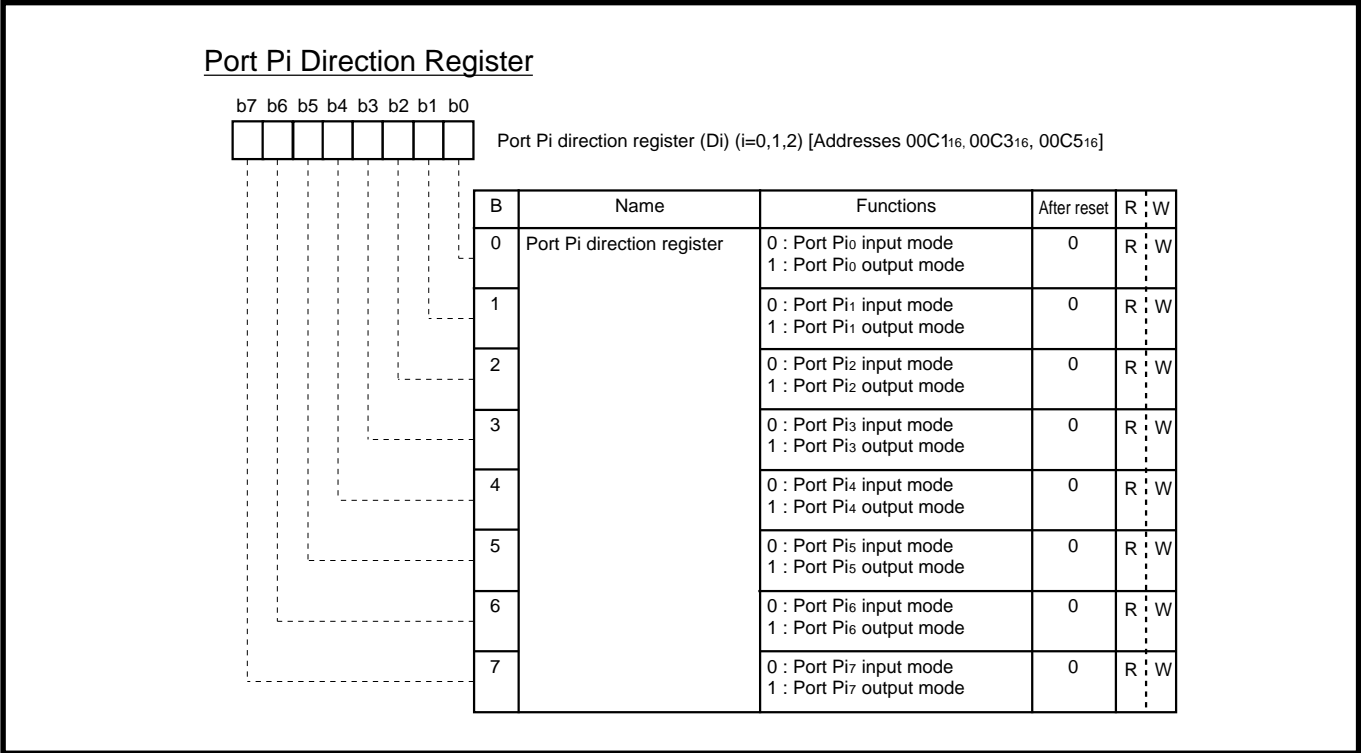 Port Pi Direction Register
b7 b6 b5 b4 b3 b2 b1 b0
Port Pi direction register (Di) (i=0,1,2) [Addresses 00C116, 00C316, 00C516]
B Name Functions After reset R W
0 Port Pi direction register 0 : Port Pi0 input mode 0 R W
1 : Port Pi0 output mode
1 0 : Port Pi1 input mode 0 R W
1 : Port Pi1 output mode
2 0 : Port Pi2 input mode 0 R W
1 : Port Pi2 output mode
3 0 : Port Pi3 input mode 0 R W
1 : Port Pi3 output mode
4 0 : Port Pi4 input mode 0 R W
1 : Port Pi4 output mode
5 0 : Port Pi5 input mode 0 R W
1 : Port Pi5 output mode
6 0 : Port Pi6 input mode 0 R W
1 : Port Pi6 output mode
7 0 : Port Pi7 input mode 0 R W
1 : Port Pi7 output mode